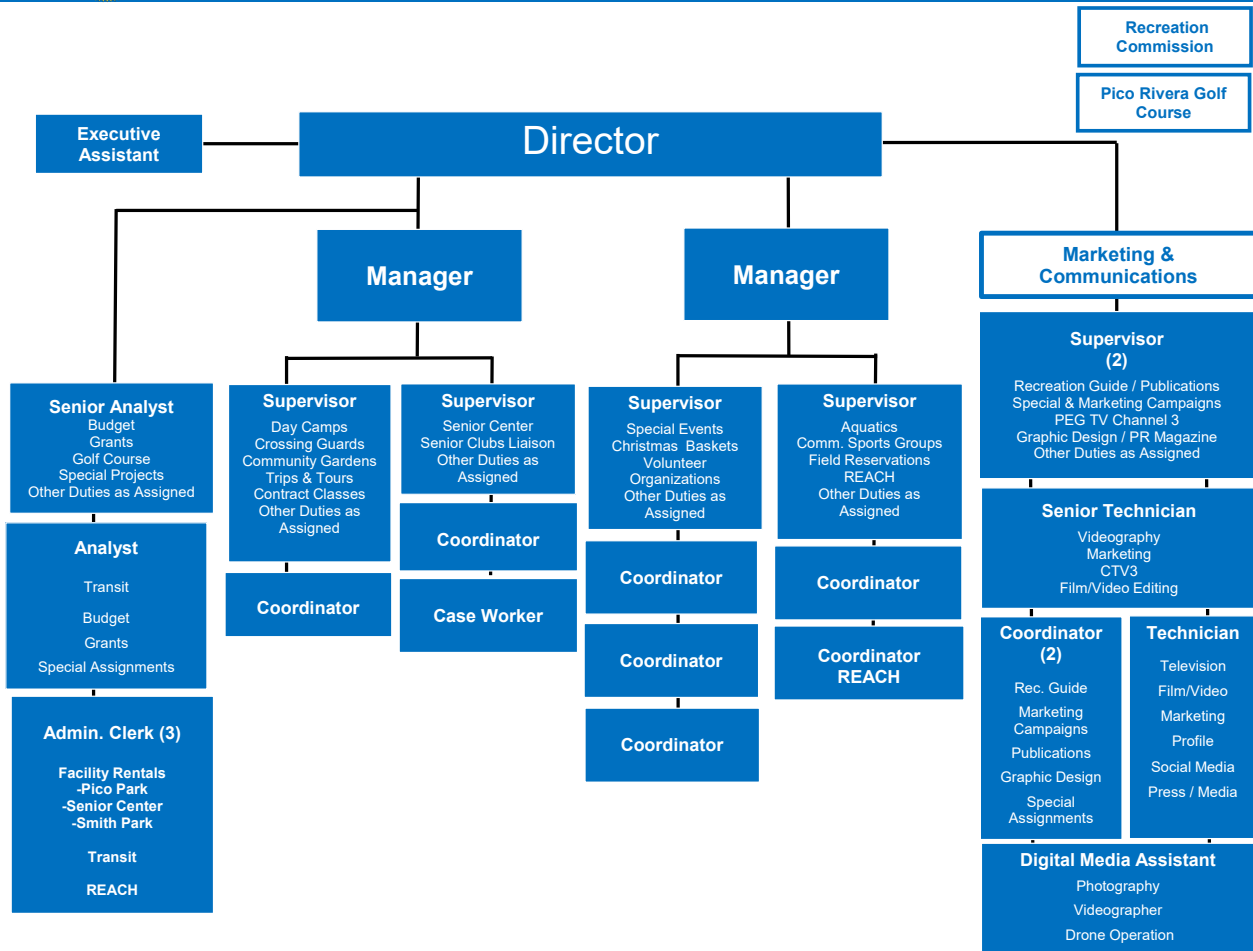 Recreation
Commission
Pico Rivera Golf
Course
Executive
Assistant
Director
Manager
Manager
Marketing &
Communications
Senior Analyst
Budget
Grants
Golf Course
Special Projects
Other Duties as Assigned
Analyst
Transit
Budget
Grants
Special Assignments
Admin. Clerk (3)
Facility Rentals
-Pico Park
-Senior Center
-Smith Park
Transit
REACH
Supervisor
Day Camps
Crossing Guards
Community Gardens
Trips & Tours
Contract Classes
Other Duties as
Assigned
Coordinator
Supervisor
Senior Center
Senior Clubs Liaison
Other Duties as
Assigned
Coordinator
Case Worker
Supervisor
Special Events
Christmas Baskets
Volunteer
Organizations
Other Duties as
Assigned
Coordinator
Coordinator
Coordinator
Supervisor
Aquatics
Comm. Sports Groups
Field Reservations
REACH
Other Duties as
Assigned
Coordinator
Coordinator
REACH
Supervisor
(2)
Recreation Guide / Publications
Special & Marketing Campaigns
PEG TV Channel 3
Graphic Design / PR Magazine
Other Duties as Assigned
Senior Technician
Videography
Marketing
CTV3
Film/Video Editing
Coordinator
(2)
Rec. Guide
Marketing
Campaigns
Publications
Graphic Design
Special
Assignments
Technician
Television
Film/Video
Marketing
Profile
Social Media
Press / Media
Digital Media Assistant
Photography
Videographer
Drone Operation